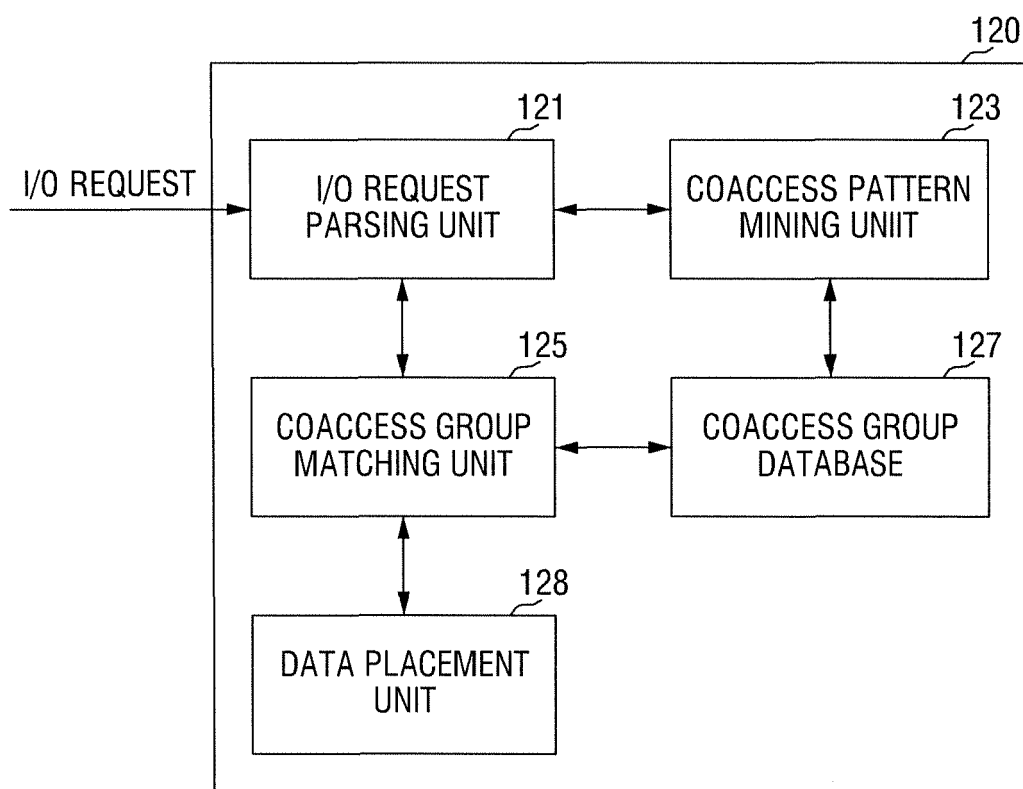 120
121
123
I/O REQUEST
I/O REQUEST
PARSING UNIT
COACCESS PATTERN
MINING UNIIT
125
127
COACCESS GROUP
MATCHING UNIT
COACCESS GROUP
DATABASE
128
DATA PLACEMENT
UNIT